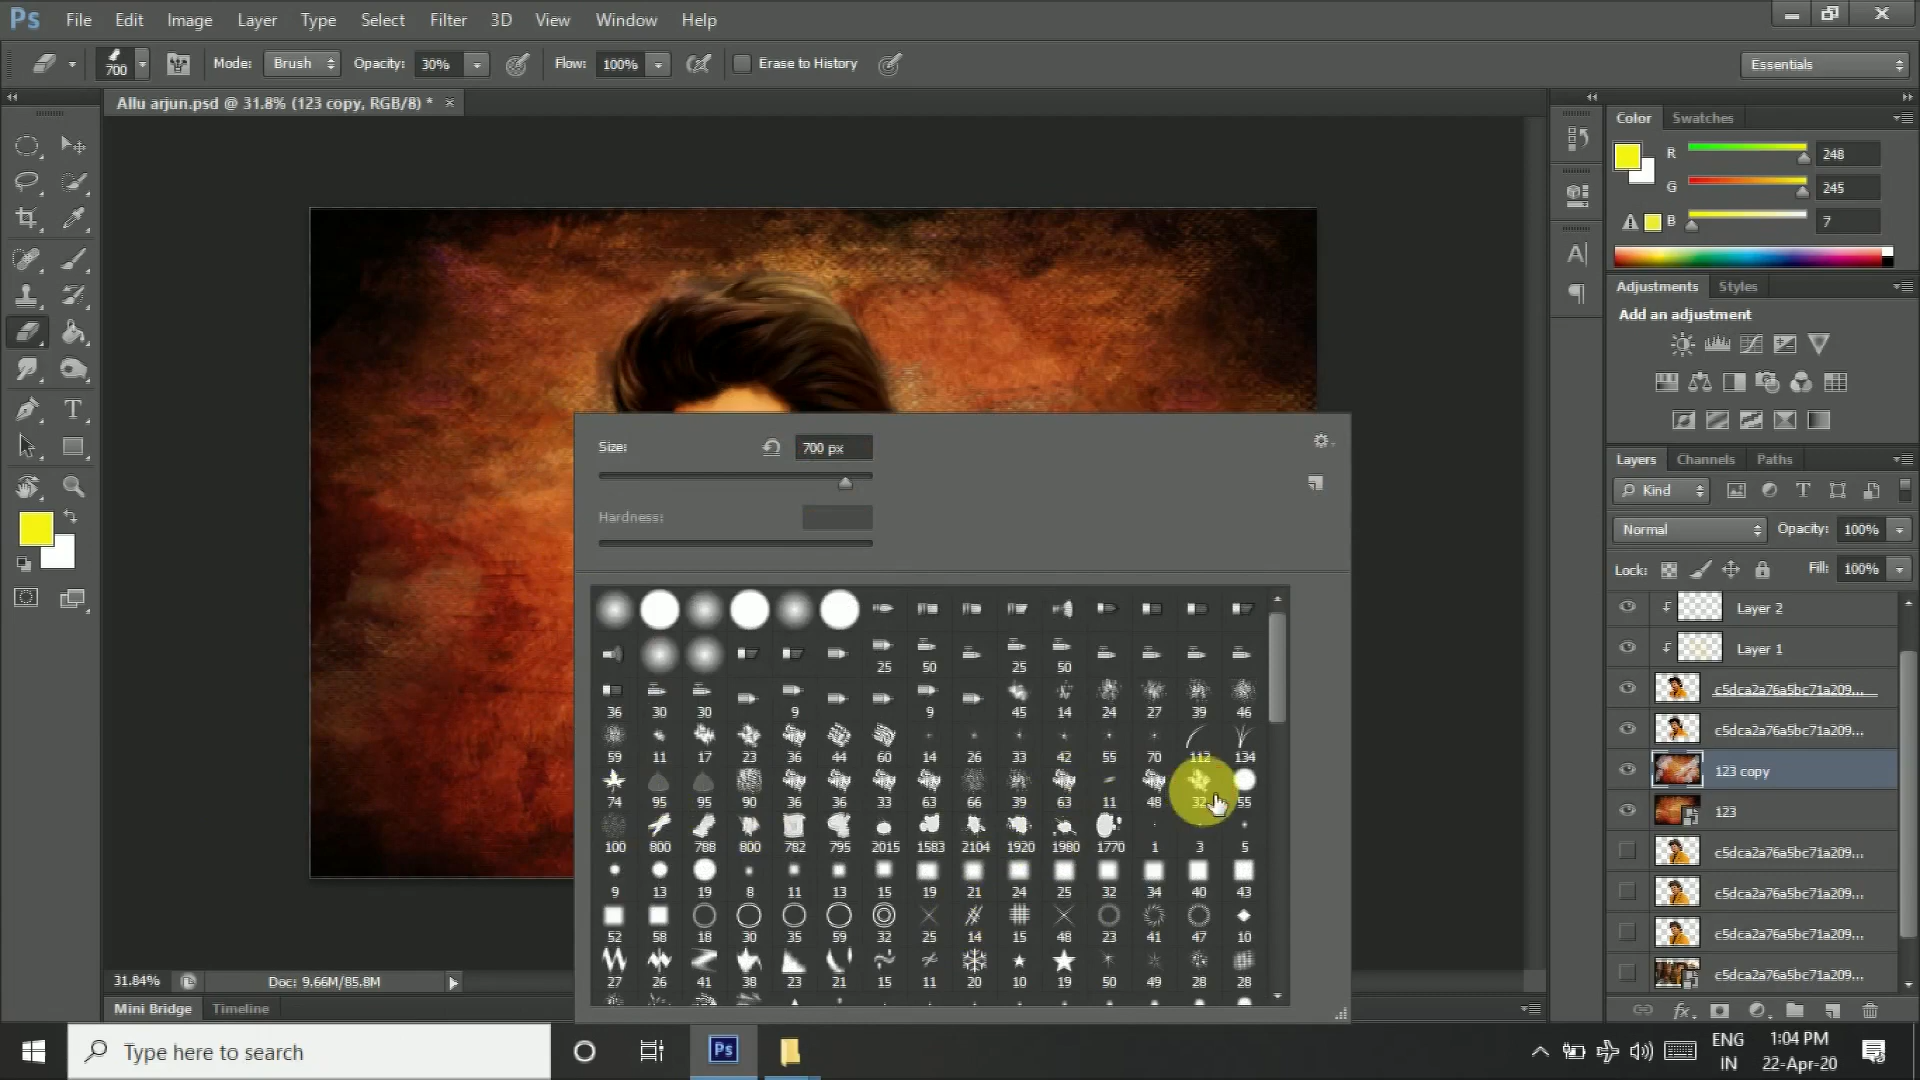 Ps File Edit Image Layer Type Select Filter 3D View Window Help
700 Mode: Brush Opacity: 30% Flow: 100% Erase to History Essentials
Allu arjun.psd @ 31.8% (123 copy, RGB/8) * ×
Color Swatches
R 248
G 245
B 7
Adjustments Styles
Add an adjustment
Layers Channels Paths
Kind
Normal Opacity: 100%
Lock: Fill: 100%
Layer 2
Layer 1
c5dca2a76a5bc71a209...
c5dca2a76a5bc71a209...
123 copy
123
c5dca2a76a5bc71a209...
c5dca2a76a5bc71a209...
c5dca2a76a5bc71a209...
c5dca2a76a5bc71a209...
Size: 700 px
Hardness:
25 50 25 50
36 30 30 9 9 45 14 24 27 39 46
59 11 17 23 36 44 60 14 26 33 42 55 70 112 134
74 95 95 90 36 36 33 63 66 39 63 11 48 32 55
100 800 788 800 782 795 2015 1583 2104 1920 1980 1770 1 3 5
9 13 19 8 11 13 15 19 21 24 25 32 34 40 43
52 58 18 30 35 59 32 25 14 15 48 23 41 47 10
27 26 41 38 23 21 15 11 20 10 19 50 49 28 28
31.84% Doc: 9.66M/85.8M
Mini Bridge Timeline
Type here to search
Ps
ENG
IN
1:04 PM
22-Apr-20